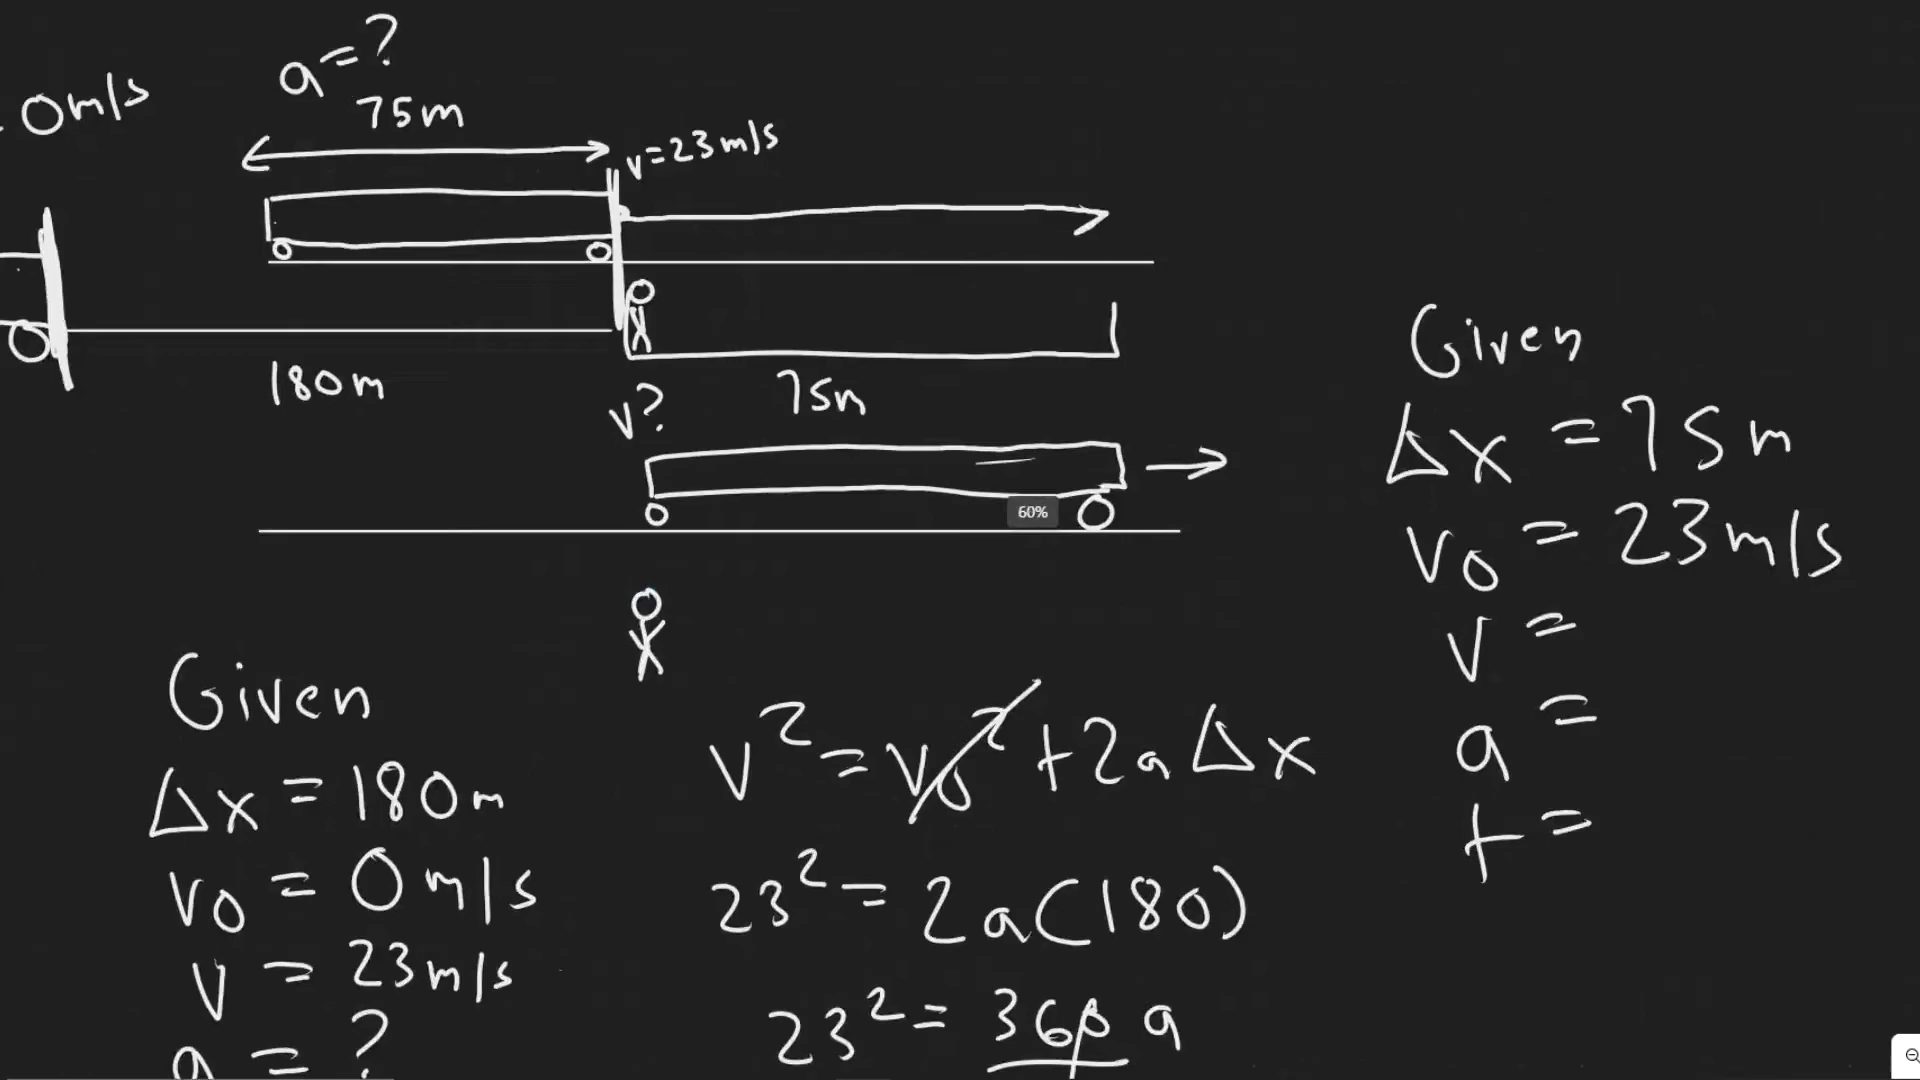 a=?
0m/s
75m
v=23m/s
180m
v?
75m
60%
Given
Δx = 75m
v0 = 23m/s
v =
a =
t =
Given
Δx = 180m
v0 = 0m/s
v = 23m/s
a = ?
v² = v0² + 2aΔx
23² = 2a(180)
23² = 360a